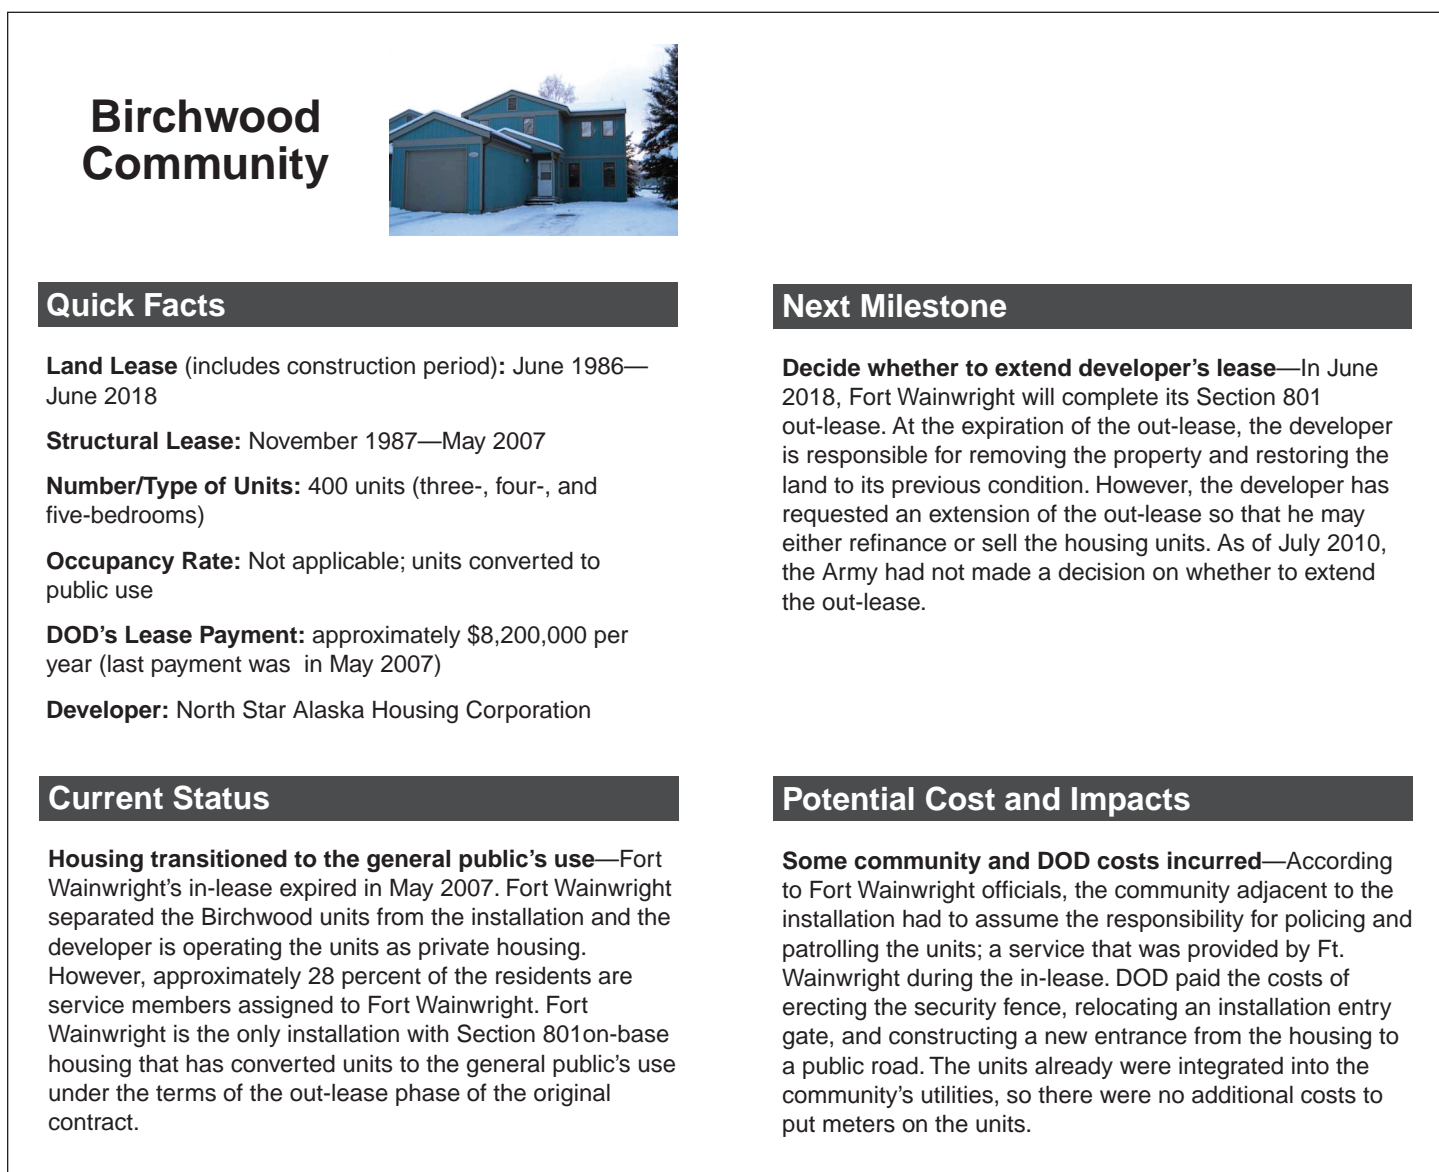 Birchwood
Community
Quick Facts
Land Lease (includes construction period): June 1986—
June 2018
Structural Lease: November 1987—May 2007
Number/Type of Units: 400 units (three-, four-, and
five-bedrooms)
Occupancy Rate: Not applicable; units converted to
public use
DOD's Lease Payment: approximately $8,200,000 per
year (last payment was  in May 2007)
Developer: North Star Alaska Housing Corporation
Next Milestone
Decide whether to extend developer's lease—In June
2018, Fort Wainwright will complete its Section 801
out-lease. At the expiration of the out-lease, the developer
is responsible for removing the property and restoring the
land to its previous condition. However, the developer has
requested an extension of the out-lease so that he may
either refinance or sell the housing units. As of July 2010,
the Army had not made a decision on whether to extend
the out-lease.
Current Status
Housing transitioned to the general public's use—Fort
Wainwright's in-lease expired in May 2007. Fort Wainwright
separated the Birchwood units from the installation and the
developer is operating the units as private housing.
However, approximately 28 percent of the residents are
service members assigned to Fort Wainwright. Fort
Wainwright is the only installation with Section 801on-base
housing that has converted units to the general public's use
under the terms of the out-lease phase of the original
contract.
Potential Cost and Impacts
Some community and DOD costs incurred—According
to Fort Wainwright officials, the community adjacent to the
installation had to assume the responsibility for policing and
patrolling the units; a service that was provided by Ft.
Wainwright during the in-lease. DOD paid the costs of
erecting the security fence, relocating an installation entry
gate, and constructing a new entrance from the housing to
a public road. The units already were integrated into the
community's utilities, so there were no additional costs to
put meters on the units.